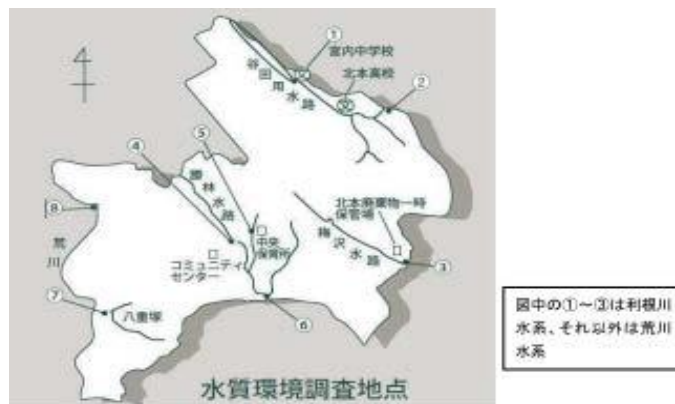 ①
宮内中学校
文
北本高校
文
②
谷田用水路
⑤
④
勝林水路
北本廃棄物一時
保管場
⑧
中央
保育所
梅沢水路
荒川
コミュニティ
センター
③
⑦
八重塚
⑥
図中の①～③は利根川
水系、それ以外は荒川
水系
水質環境調査地点